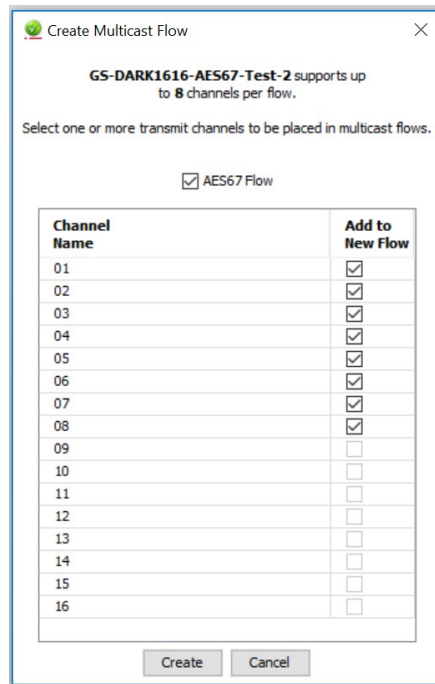 Create Multicast Flow
GS-DARK1616-AES67-Test-2 supports up
to 8 channels per flow.
Select one or more transmit channels to be placed in multicast flows.
AES67 Flow
Channel Name
Add to New Flow
01
02
03
04
05
06
07
08
09
10
11
12
13
14
15
16
Create Cancel